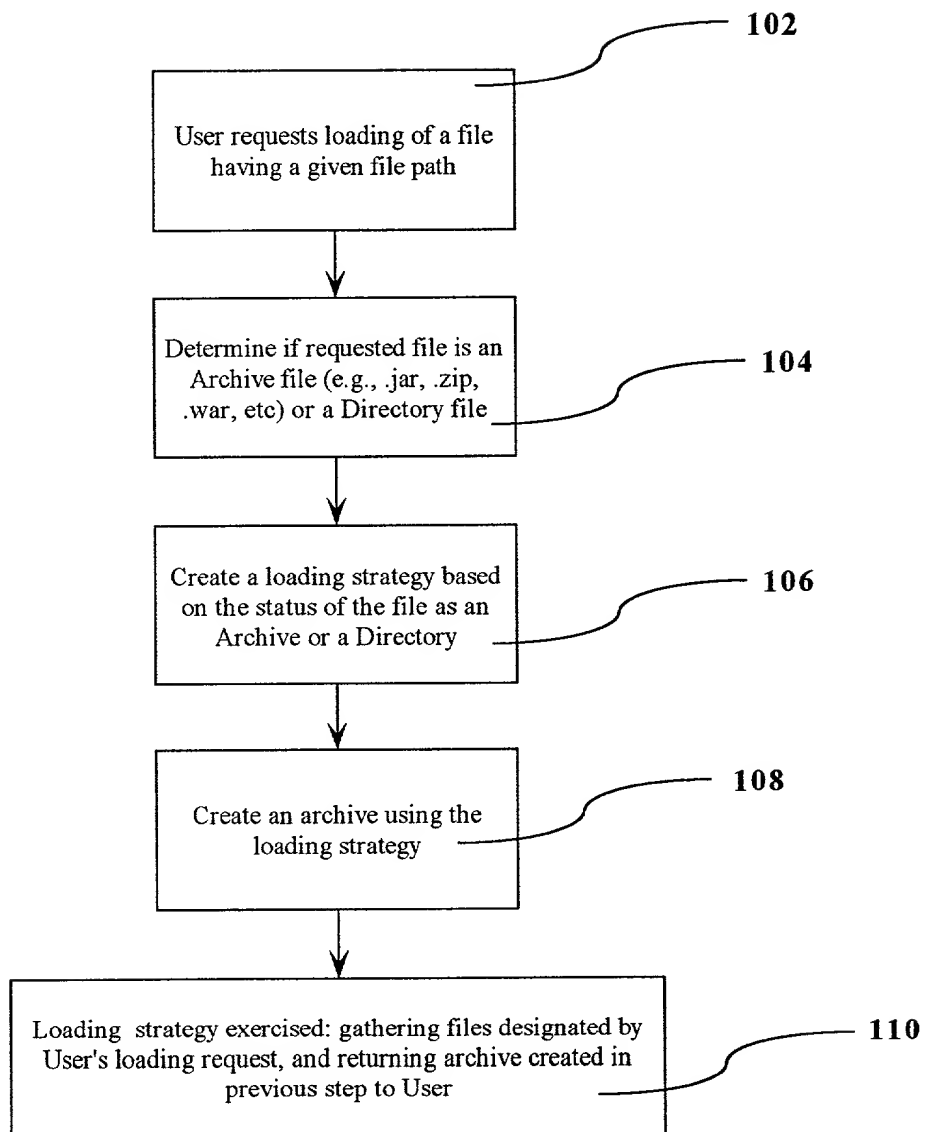 102
User requests loading of a file
having a given file path
Determine if requested file is an
Archive file (e.g., .jar, .zip,
.war, etc) or a Directory file
104
Create a loading strategy based
on the status of the file as an
Archive or a Directory
106
Create an archive using the
loading strategy
108
Loading strategy exercised: gathering files designated by
User's loading request, and returning archive created in
previous step to User
110